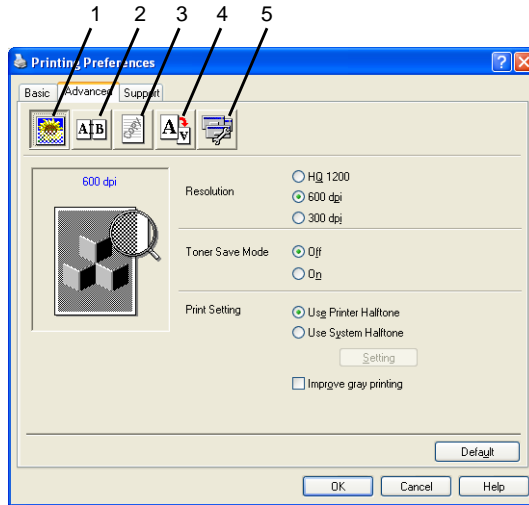 1 2 3 4 5
Printing Preferences
Basic Advanced Support
A B COPY A A
600 dpi
Resolution
HQ 1200
600 dpi
300 dpi
Toner Save Mode
Off
On
Print Setting
Use Printer Halftone
Use System Halftone
Setting
Improve gray printing
Default
OK Cancel Help